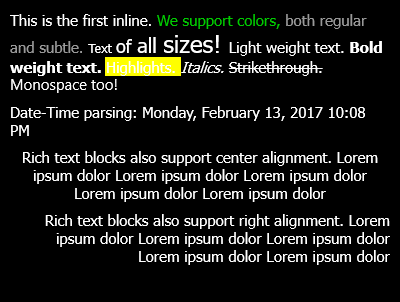 This is the first inline. We support colors, both regular
and subtle. Text of all sizes! Light weight text. Bold
weight text. Highlights. Italics. Strikethrough.
Monospace too!
Date-Time parsing: Monday, February 13, 2017 10:08
PM
Rich text blocks also support center alignment. Rich
ipsum dolor Lorem ipsum dolor Lorem ipsum dolor
Lorem ipsum dolor Lorem ipsum dolor
Rich text blocks also support right alignment. Lorem
ipsum dolor Lorem ipsum dolor Lorem ipsum dolor
Lorem ipsum dolor Lorem ipsum dolor